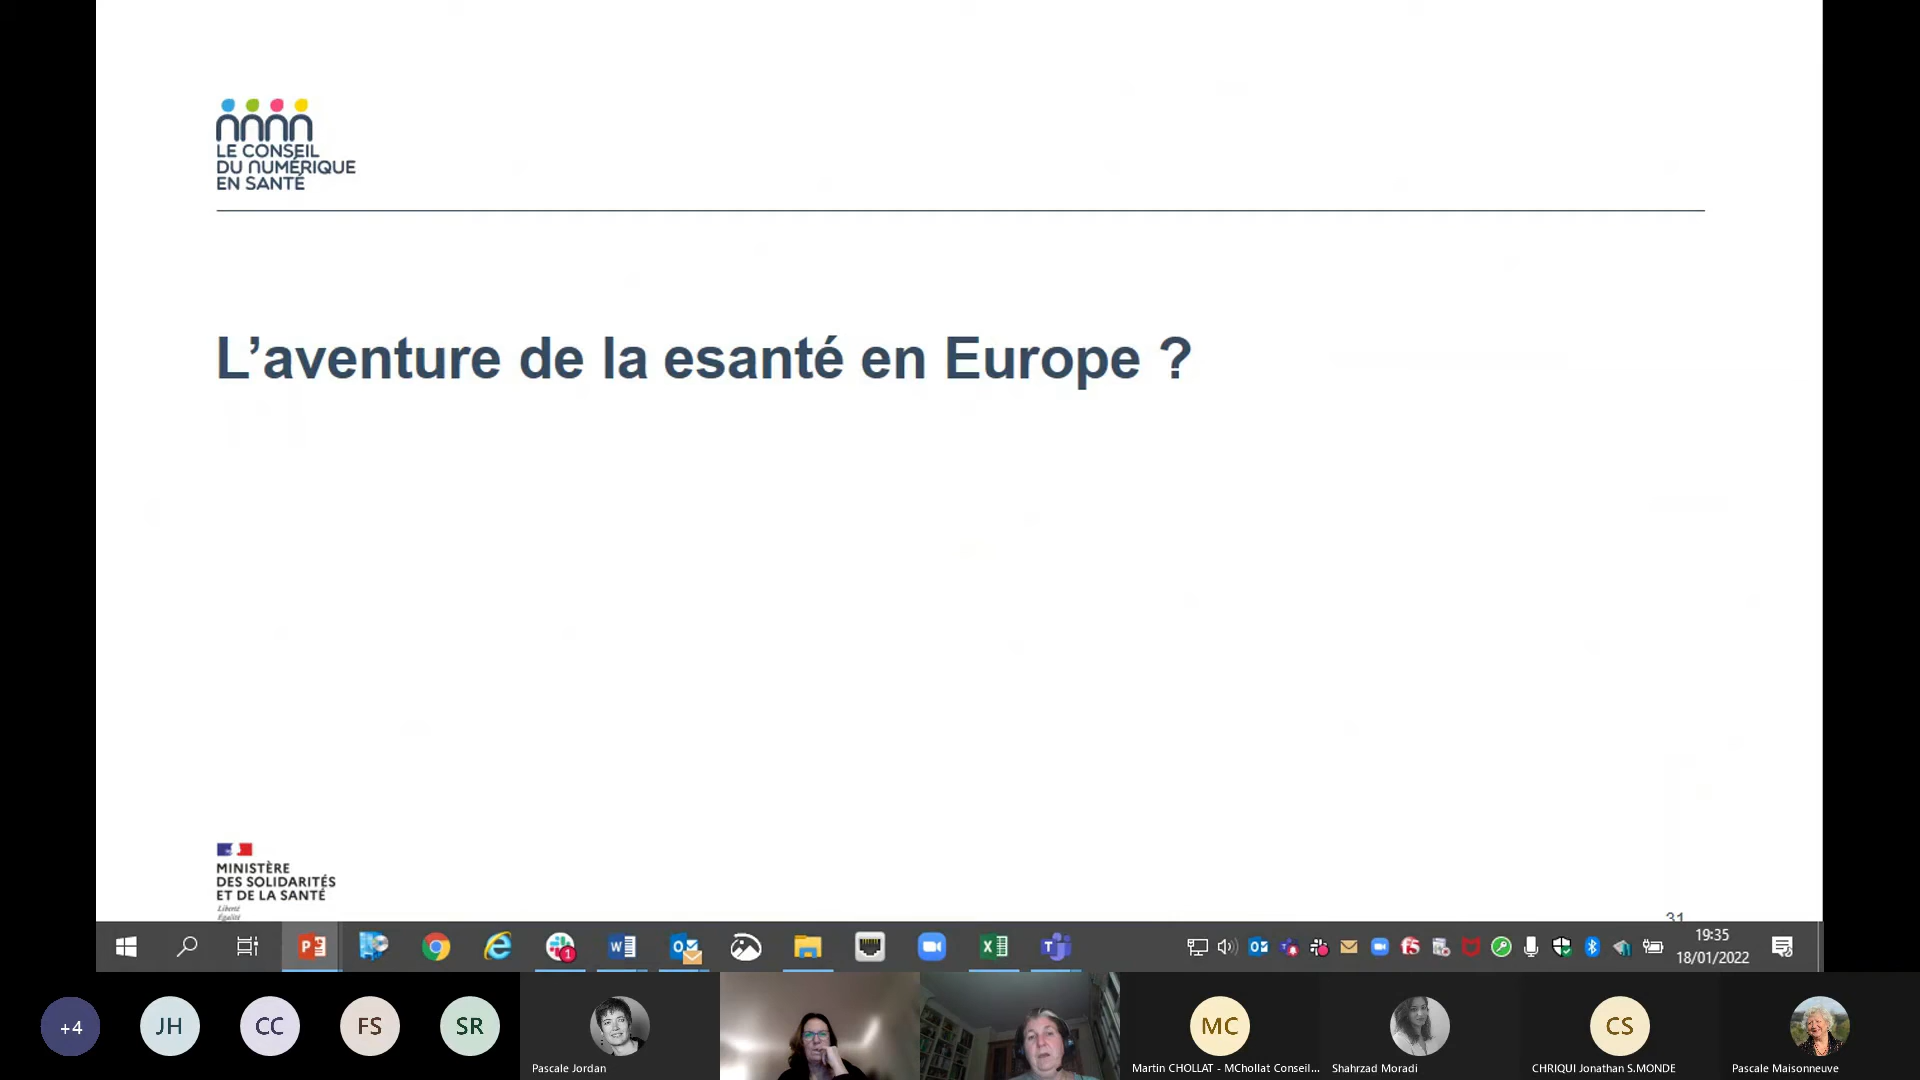 LE CONSEIL
DU NUMÉRIQUE
EN SANTÉ
L’aventure de la esanté en Europe ?
MINISTÈRE
DES SOLIDARITÉS
ET DE LA SANTÉ
Liberté
Égalité
31
19:35
18/01/2022
+4
JH
CC
FS
SR
Pascale Jordan
MC
Martin CHOLLAT - MChollat Conseil...
Shahrzad Moradi
CS
CHRIQUI Jonathan S.MONDE
Pascale Maisonneuve